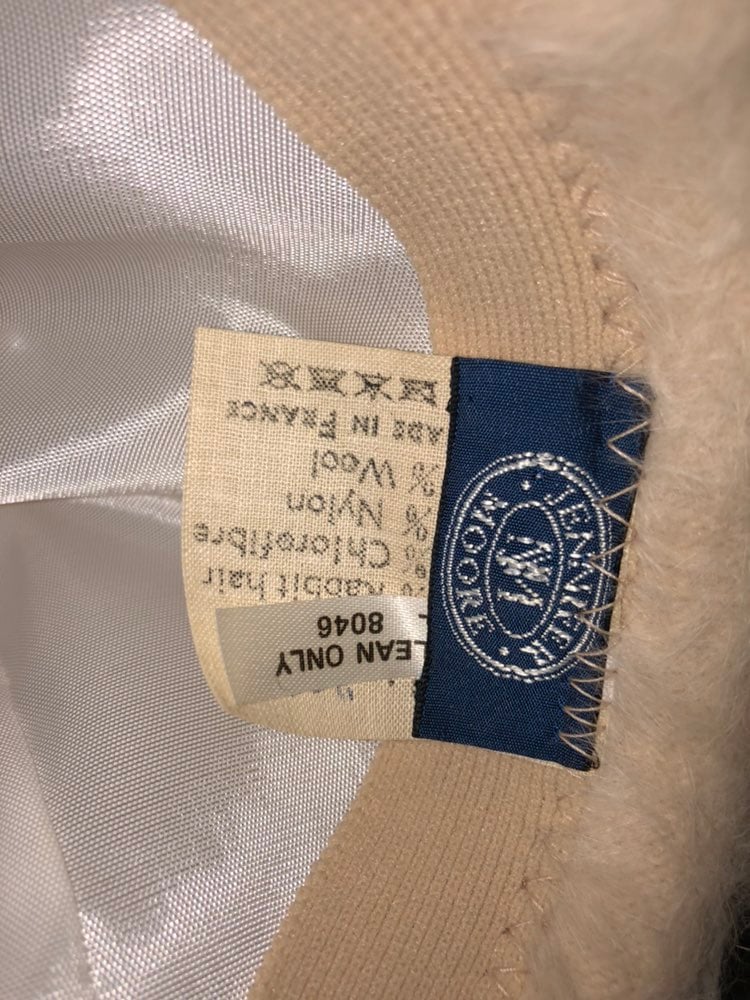 JENNIFER
MOORE
JM
LEAN ONLY
8046
% Rabbit hair
% Chlorofibre
% Nylon
% Wool
ADE IN FRANCE